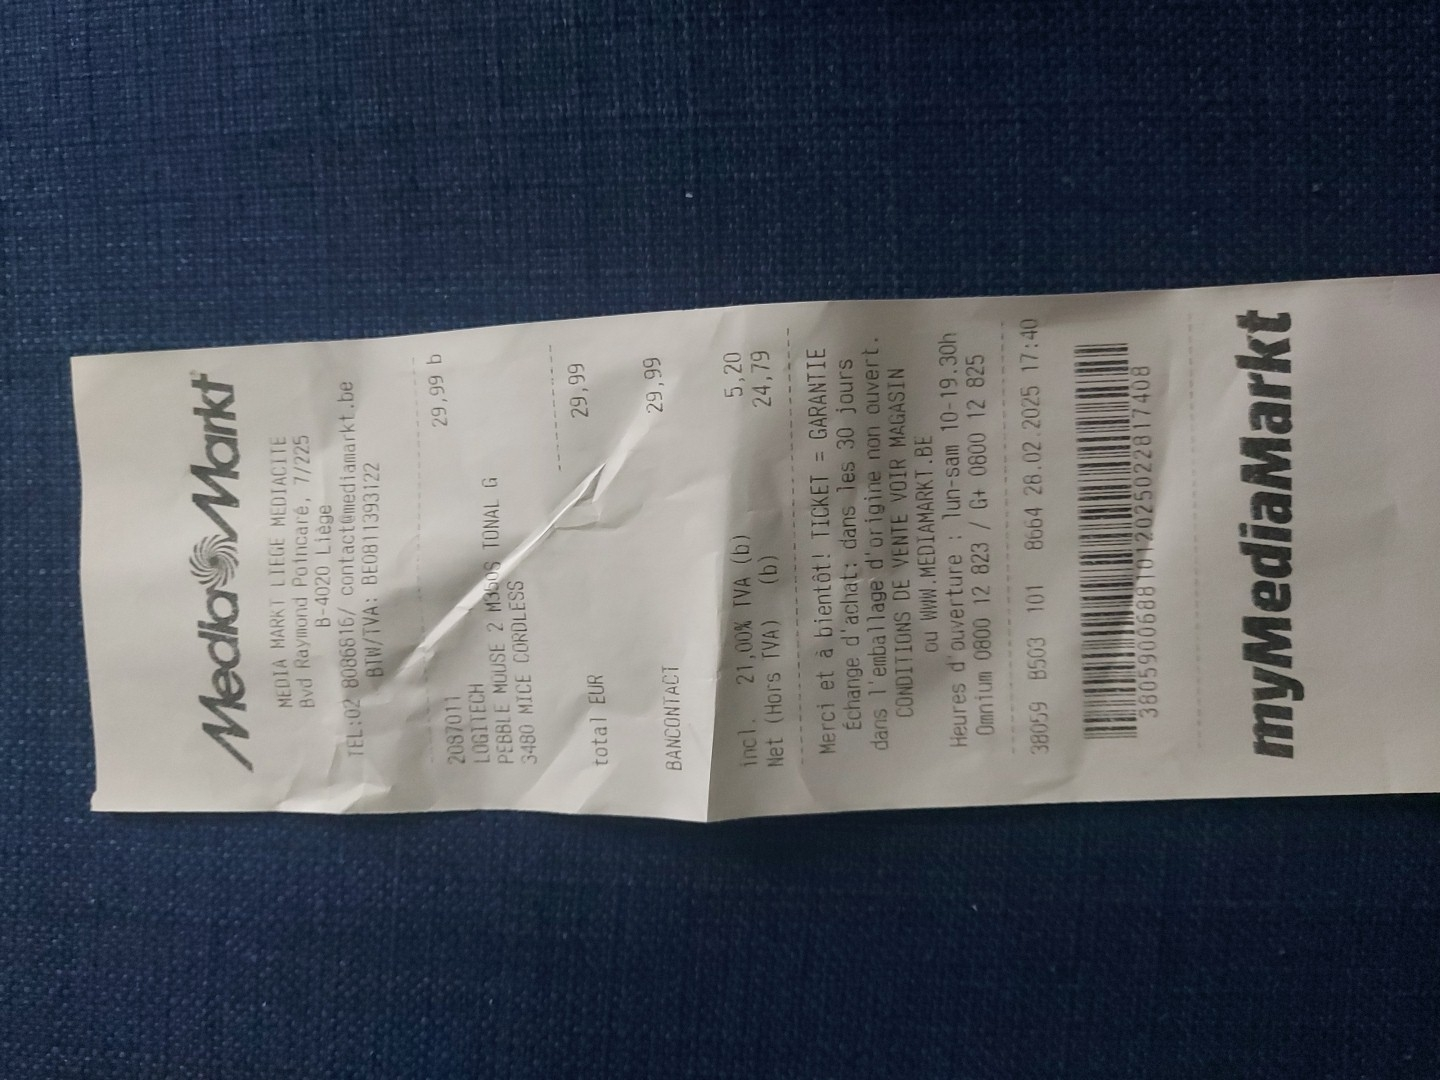 Media Markt
MEDIA MARKT LIEGE MEDIACITE
Bvd Raymond Poincaré, 7/225
B-4020 Liège
TEL:02 8086816/ contact@mediamarkt.be
BTW/TVA: BE0811393122
29,99 b
2087011
LOGITECH
PEBBLE MOUSE 2 M350S TONAL G
3480 MICE CORDLESS
total EUR 29,99
BANCONTACT 29,99
incl. 21,00% TVA (b) 5,20
Net (Hors TVA) (b) 24,79
Merci et à bientôt! TICKET = GARANTIE
Échange d'achat: dans les 30 jours
dans l'emballage d'origine non ouvert.
CONDITIONS DE VENTE VOIR MAGASIN
ou WWW.MEDIAMARKT.BE
Heures d'ouverture : lun-sam 10-19.30h
Omnium 0800 12 823 / G+ 0800 12 825
38059 B503 101 8664 28.02.2025 17:40
38059006881012025022817408
myMediaMarkt